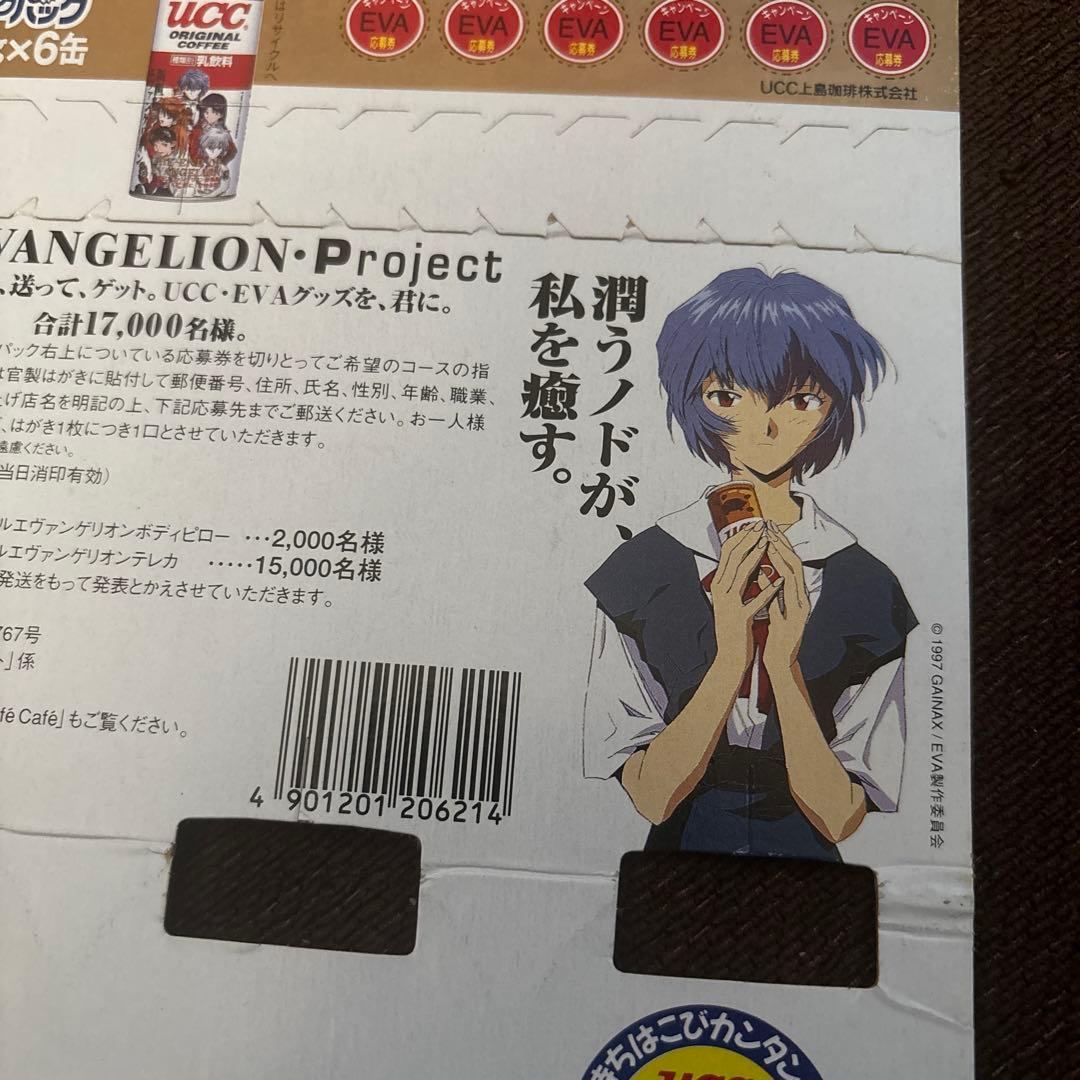 ×6缶
UCC
ORIGINAL
COFFEE
種類別 乳飲料
はリサイクルへ
キャンペーン
EVA
応募券
キャンペーン
EVA
応募券
キャンペーン
EVA
応募券
キャンペーン
EVA
応募券
キャンペーン
EVA
応募券
キャンペーン
EVA
応募券
UCC上島珈琲株式会社
VANGELION・Project
、送って、ゲット。UCC・EVAグッズを、君に。
合計17,000名様。
パック右上についている応募券を切りとってご希望のコースの指
は官製はがきに貼付して郵便番号、住所、氏名、性別、年齢、職業、
げ店名を明記の上、下記応募先までご郵送ください。お一人様
、はがき1枚につき1口とさせていただきます。
遠慮ください。
当日消印有効）
ルエヴァンゲリオンボディピロー …2,000名様
ルエヴァンゲリオンテレカ ‥‥‥15,000名様
発送をもって発表とかえさせていただきます。
767号
」係
fé Café」もご覧ください。
潤うノドが、
私を癒す。
UCC
© 1997 GAINAX / EVA製作委員会
4 901201 206214
持ちはこびカンタン
ucc